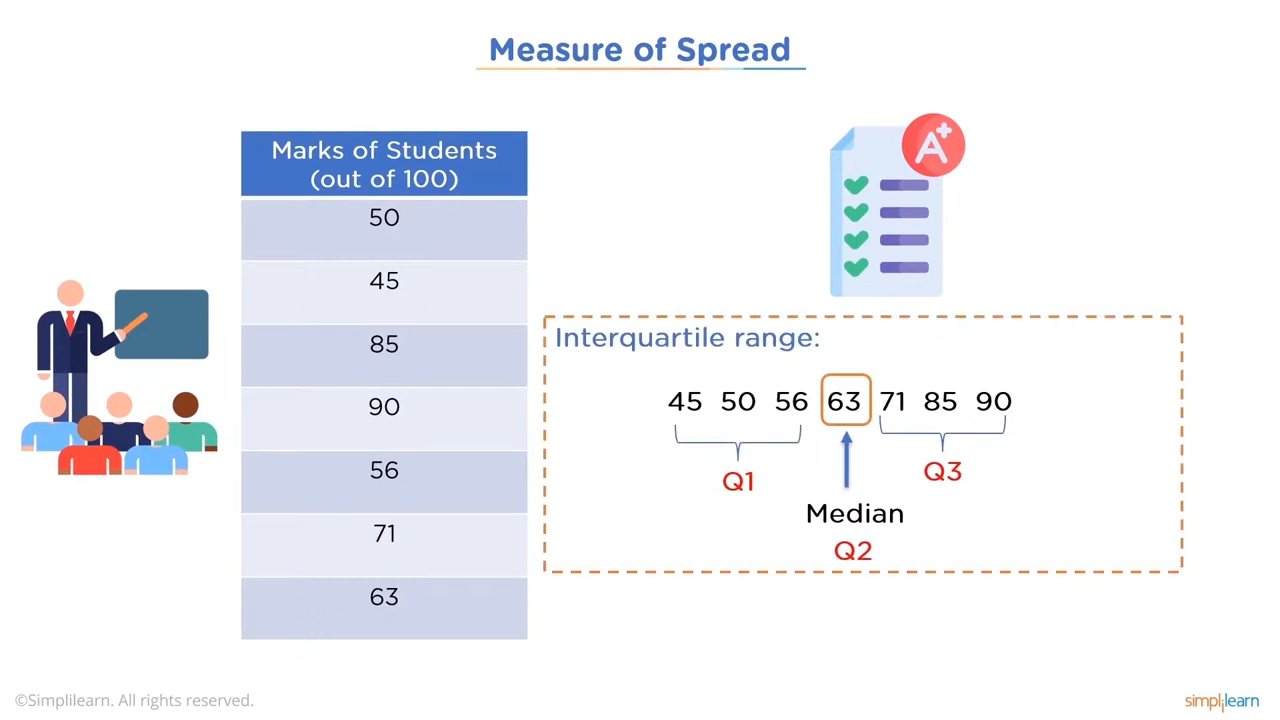 Measure of Spread
Marks of Students
(out of 100)
50
45
85
90
56
71
63
A+
Interquartile range:
45 50 56 63 71 85 90
Q1
Q3
Median
Q2
©Simplilearn. All rights reserved.
simplilearn